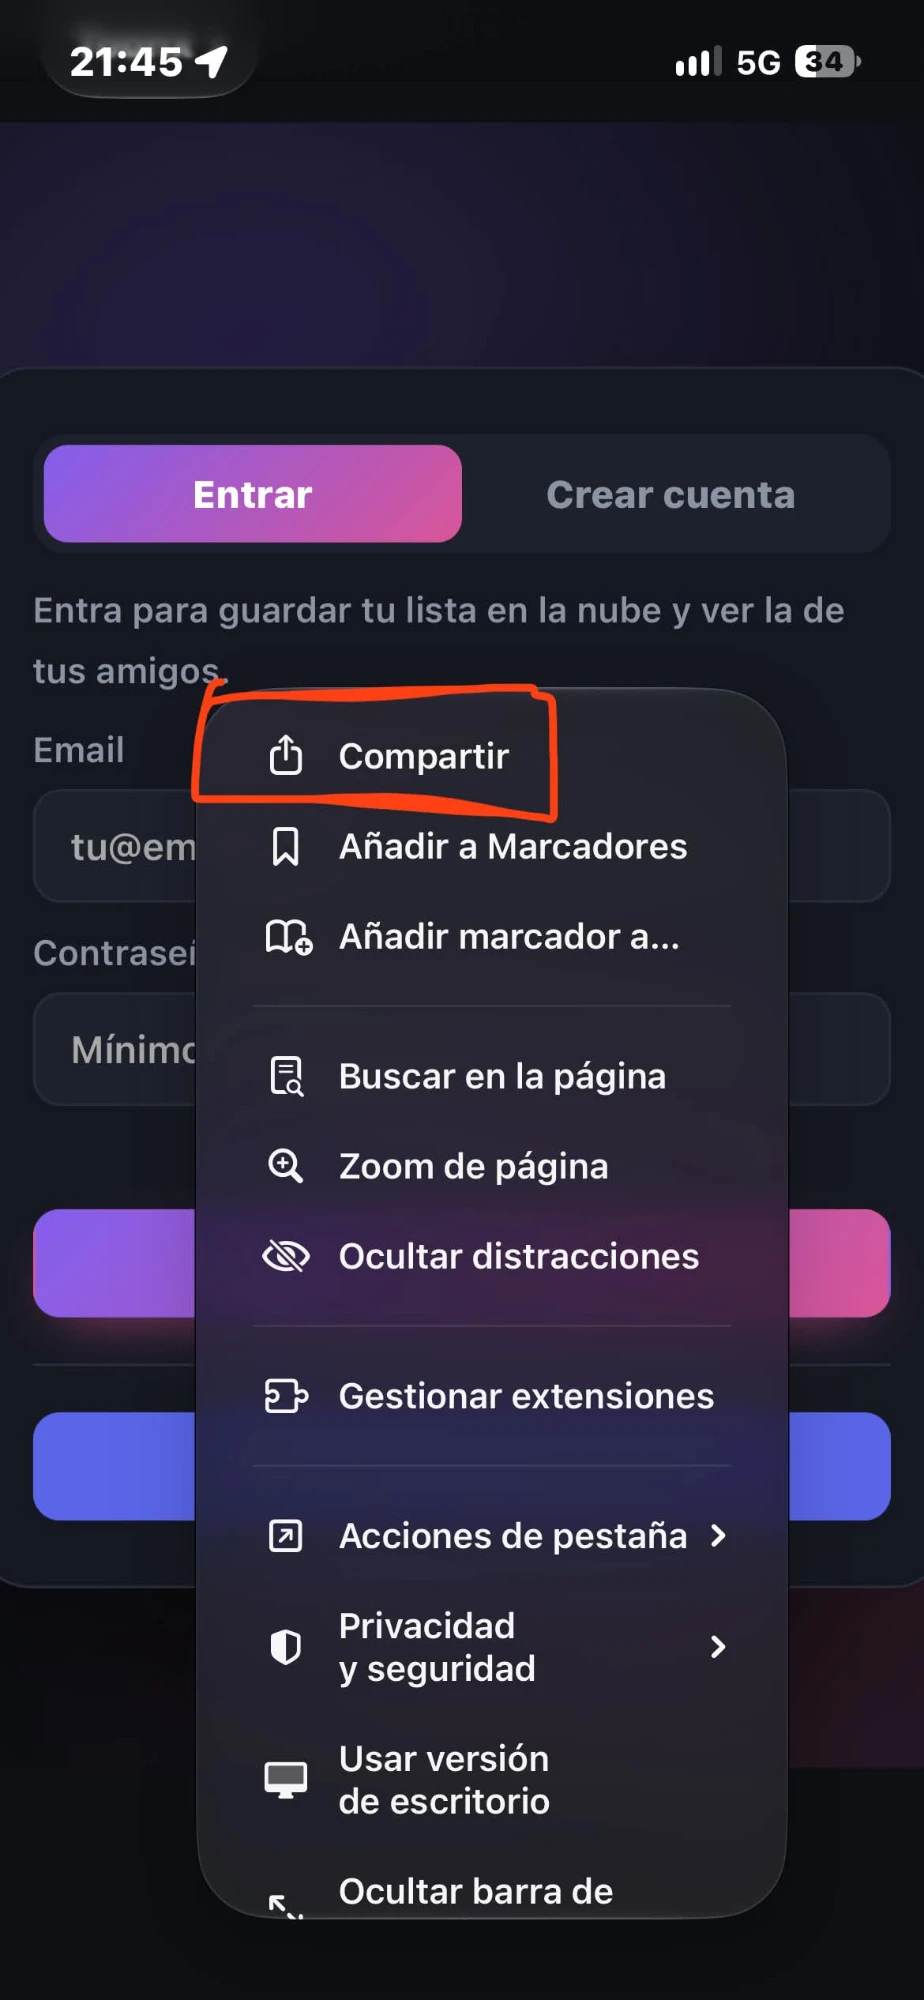 21:45
5G
34
Entrar
Crear cuenta
Entra para guardar tu lista en la nube y ver la de
tus amigos.
Email
tu@em
Contrase
Mínimo
Compartir
Añadir a Marcadores
Añadir marcador a...
Buscar en la página
Zoom de página
Ocultar distracciones
Gestionar extensiones
Acciones de pestaña
Privacidad
y seguridad
Usar versión
de escritorio
Ocultar barra de